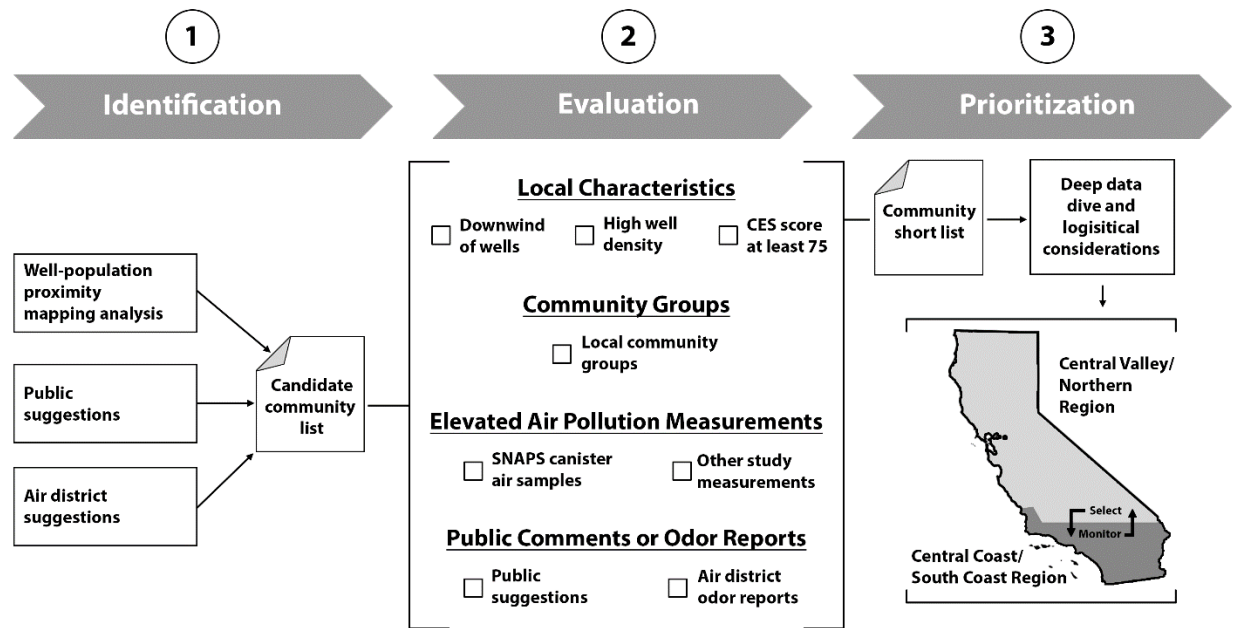 1
Identification
Well-population
proximity
mapping analysis
Public
suggestions
Air district
suggestions
Candidate
community
list
2
Evaluation
Local Characteristics
Downwind
of wells
High well
density
CES score
at least 75
Community Groups
Local community
groups
Elevated Air Pollution Measurements
SNAPS canister
air samples
Other study
measurements
Public Comments or Odor Reports
Public
suggestions
Air district
odor reports
3
Prioritization
Community
short list
Deep data
dive and
logisitical
considerations
Central Valley/
Northern
Region
Select
Monitor
Central Coast/
South Coast Region